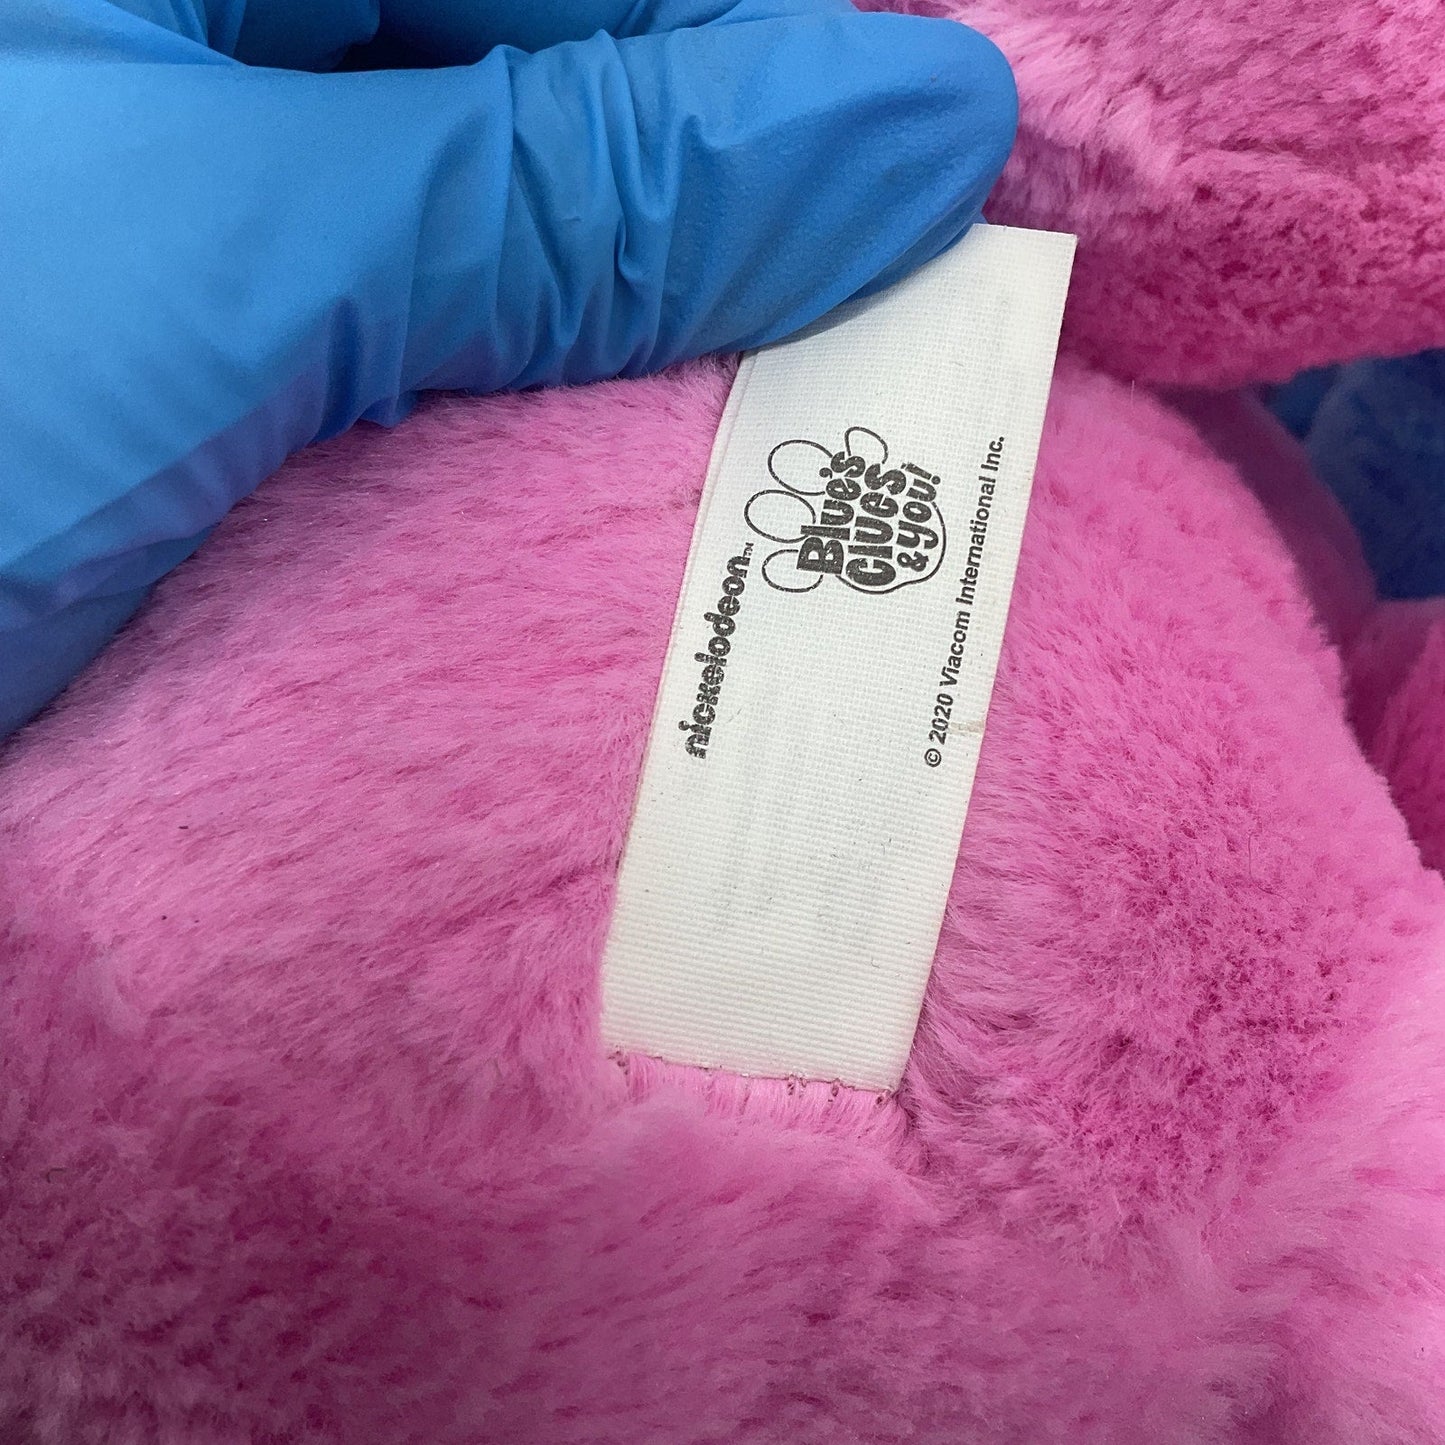 nickelodeon™
Blue's
clues
& you!
© 2020 Viacom International Inc.